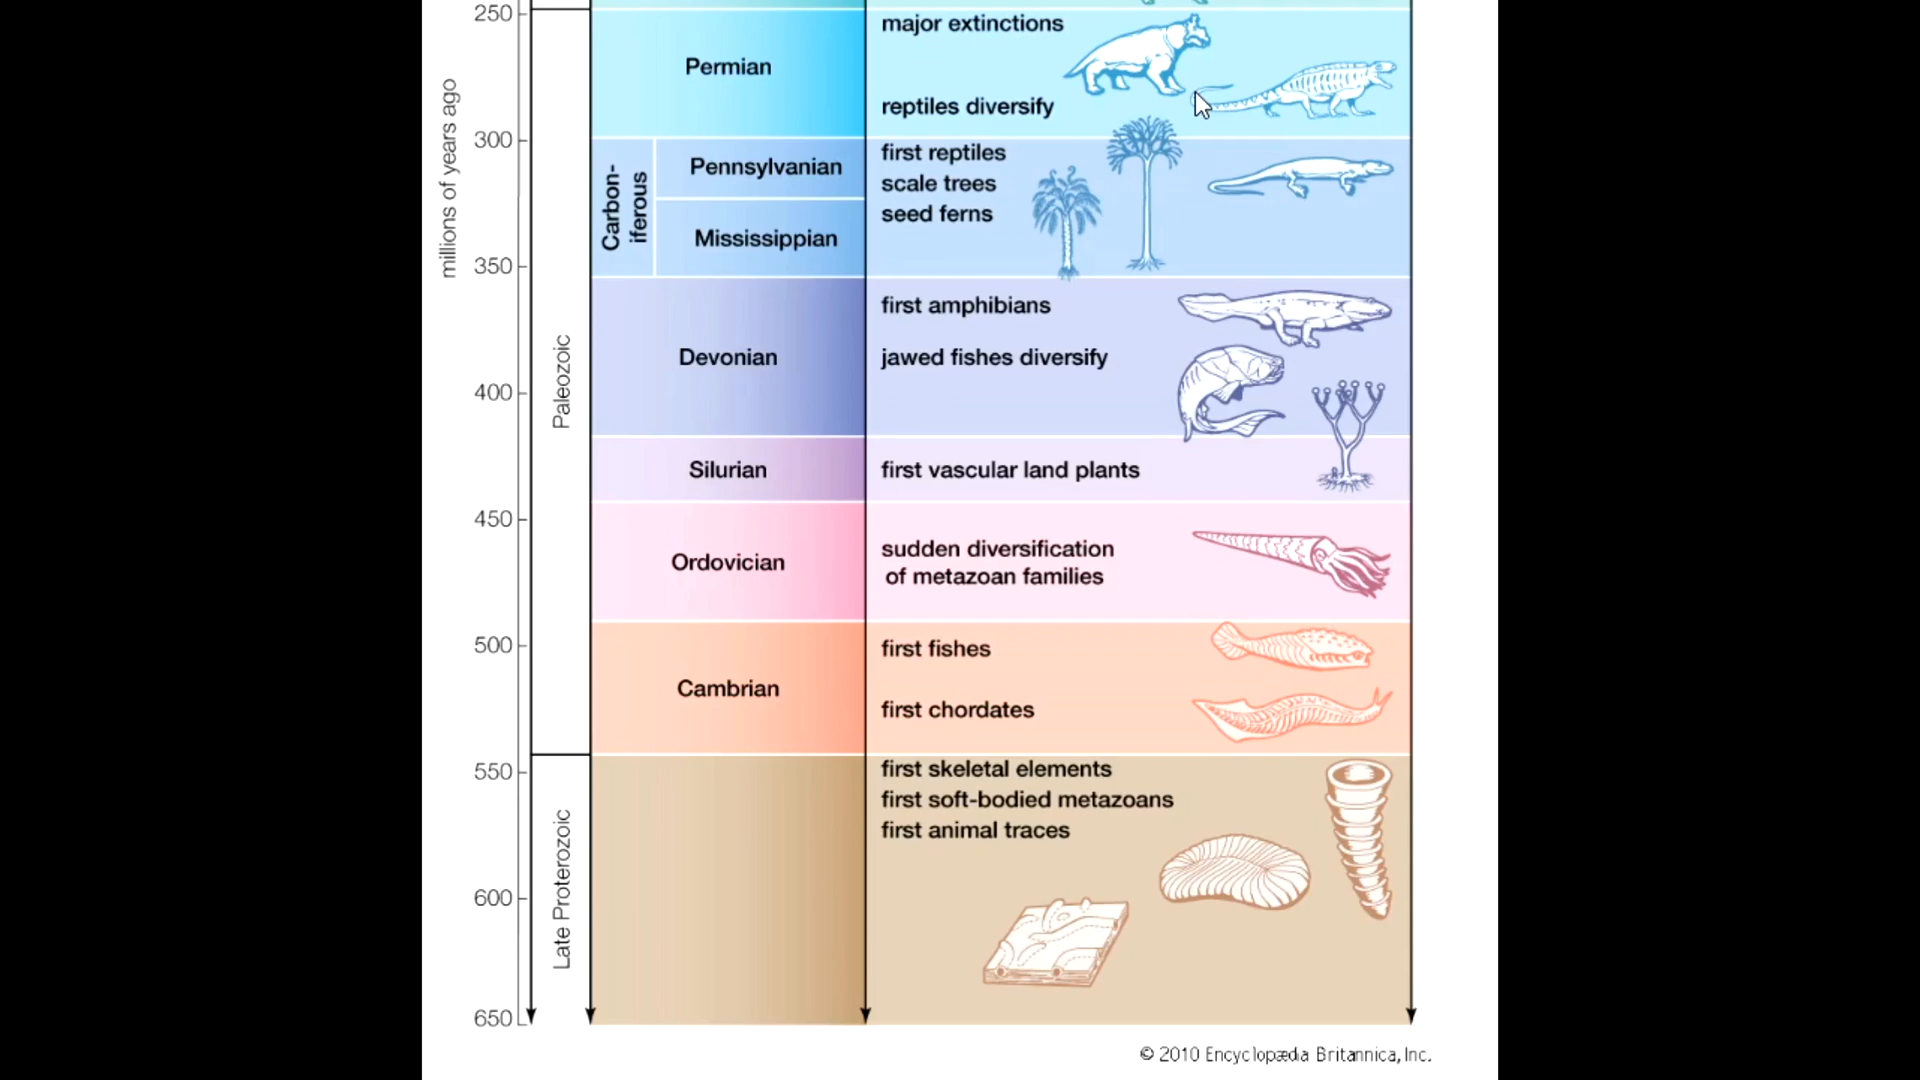 250
major extinctions
Permian
reptiles diversify
300
first reptiles
Pennsylvanian
scale trees
seed ferns
Carbon-
iferous
Mississippian
350
first amphibians
Devonian
jawed fishes diversify
400
Silurian
first vascular land plants
450
Ordovician
sudden diversification
of metazoan families
500
first fishes
Cambrian
first chordates
550
first skeletal elements
first soft-bodied metazoans
first animal traces
600
650
millions of years ago
Paleozoic
Late Proterozoic
© 2010 Encyclopædia Britannica, Inc.